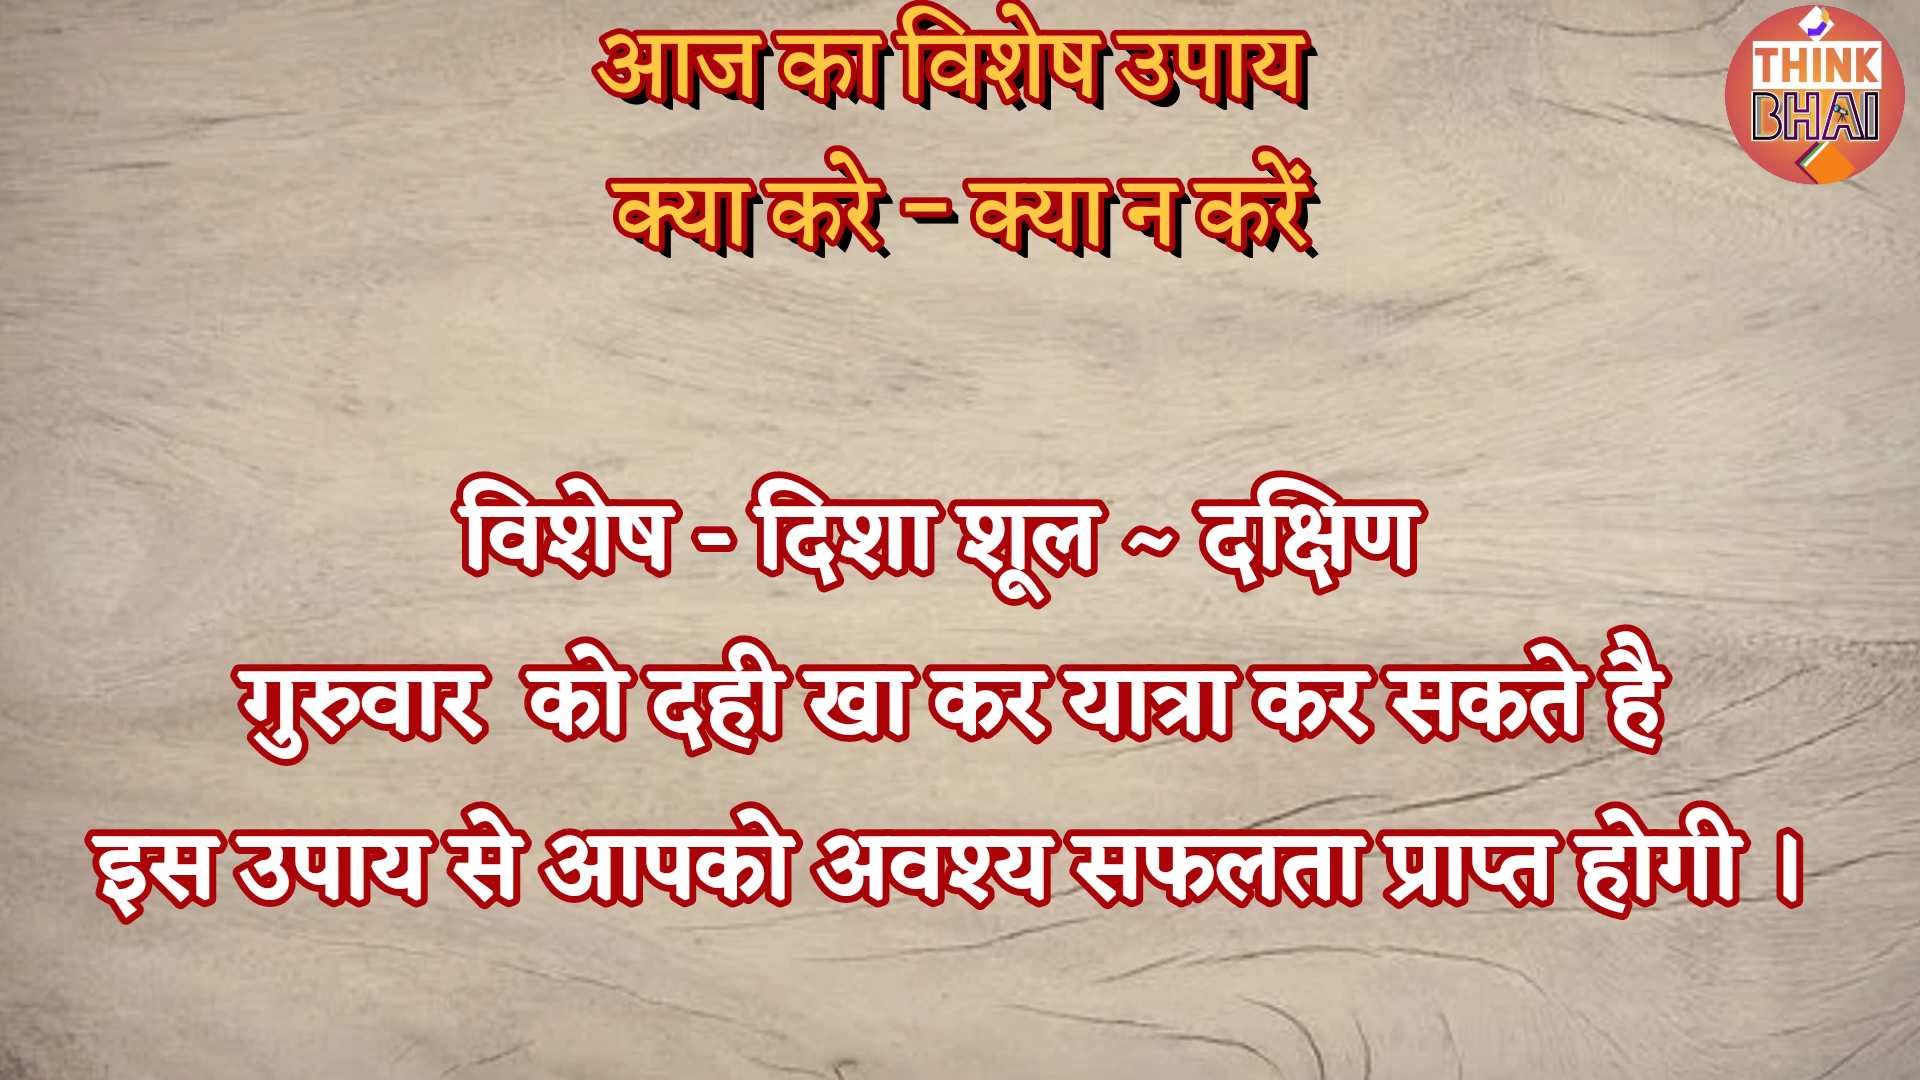 आज का विशेष उपाय
क्या करे – क्या न करें
THINK
BHAI
विशेष - दिशा शूल ~ दक्षिण
गुरुवार को दही खा कर यात्रा कर सकते है
इस उपाय से आपको अवश्य सफलता प्राप्त होगी ।